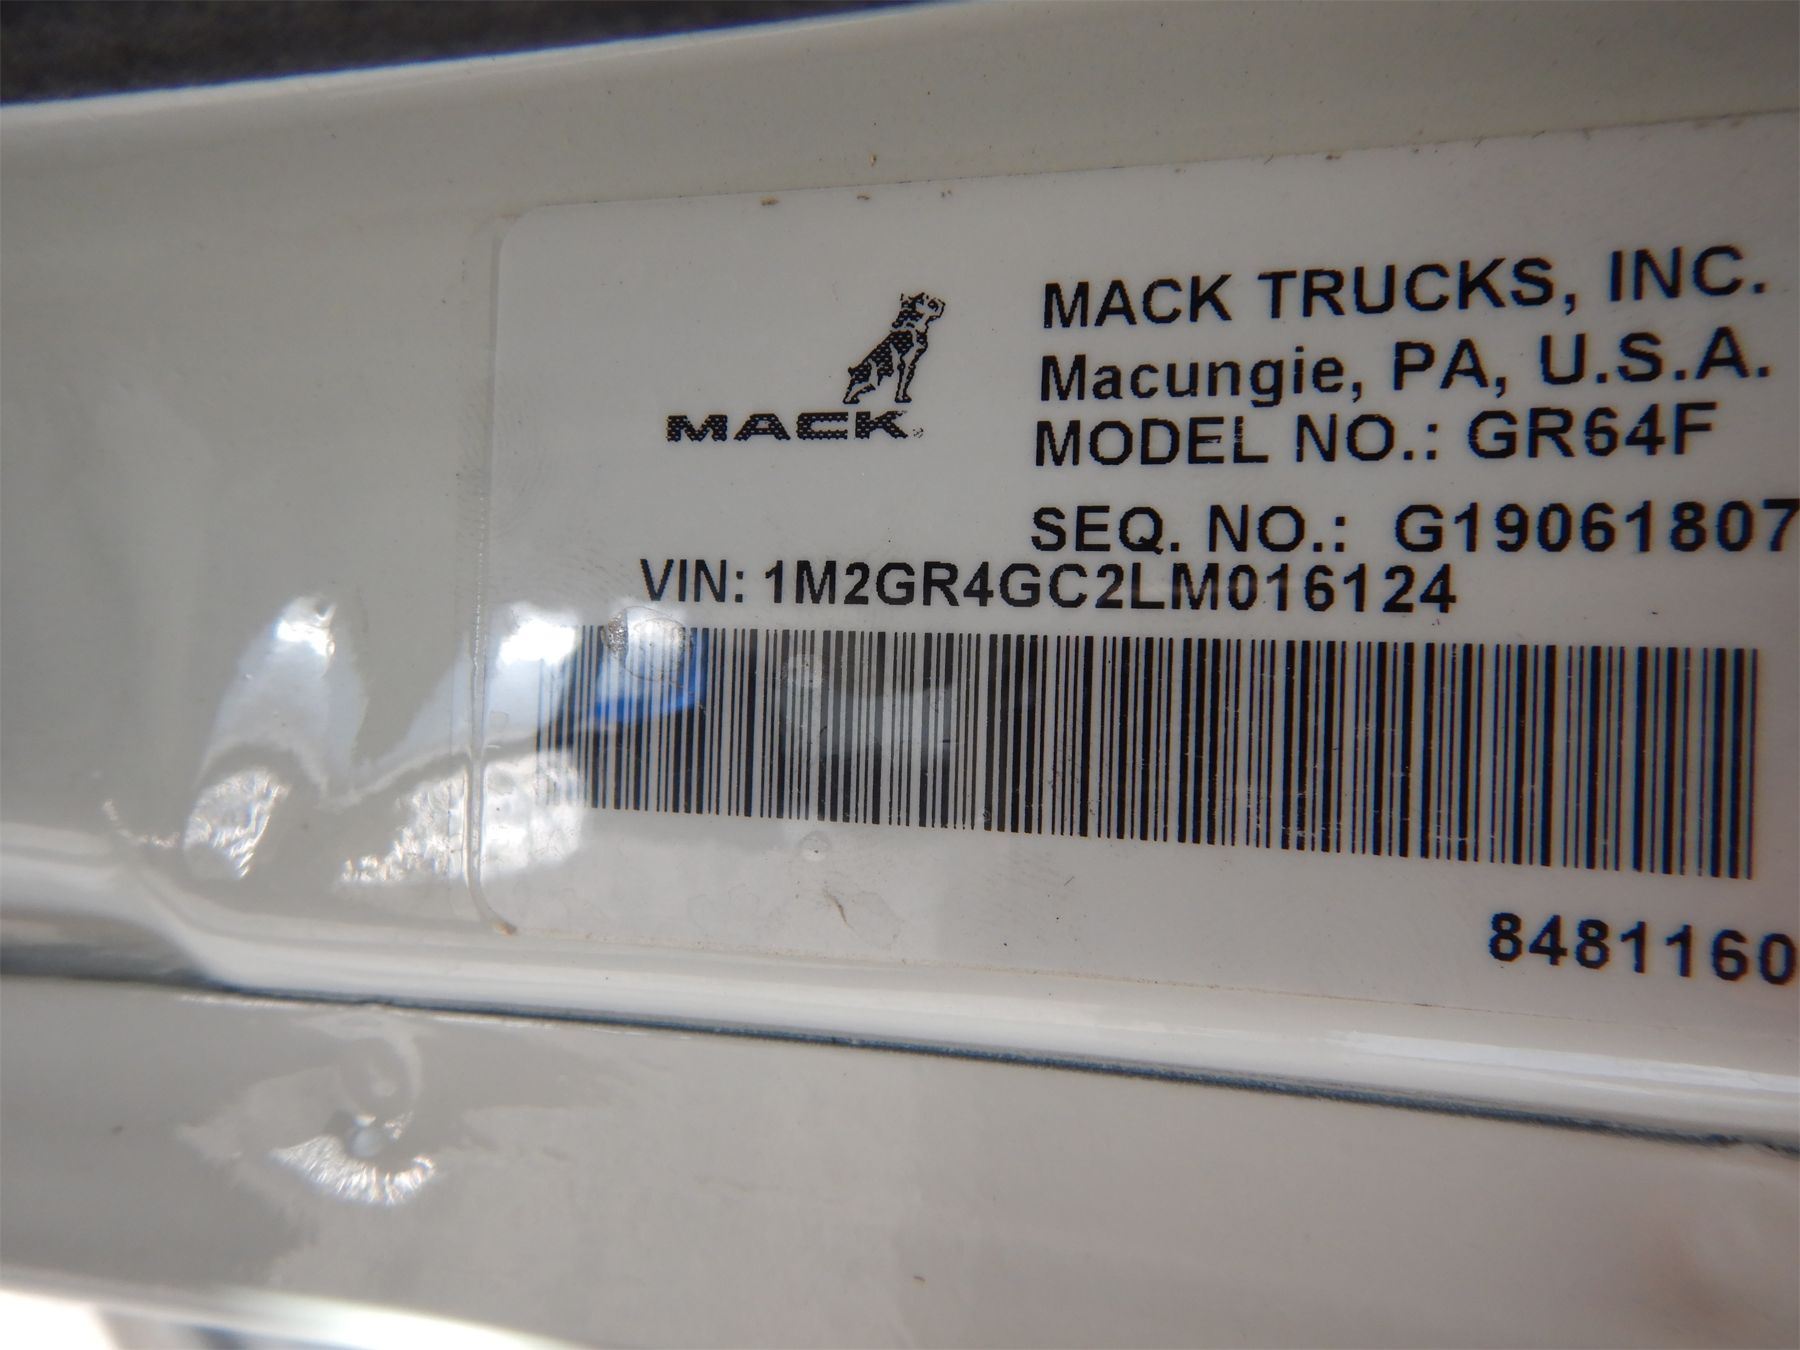 MACK TRUCKS, INC.
Macungie, PA, U.S.A.
MACK
MODEL NO.: GR64F
SEQ. NO.: G19061807
VIN: 1M2GR4GC2LM016124
8481160